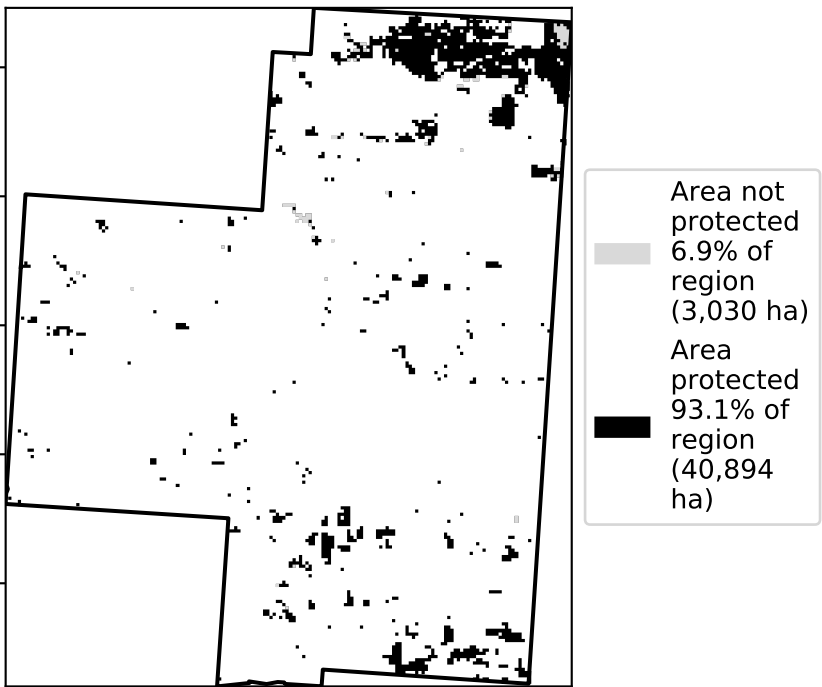 Area not
protected
6.9% of
region
(3,030 ha)
Area
protected
93.1% of
region
(40,894
ha)